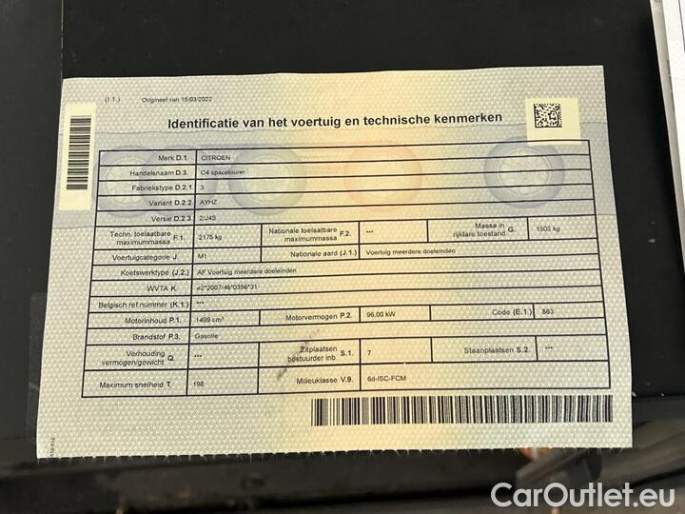 (I.1.) Origineel van 15/03/2022
Identificatie van het voertuig en technische kenmerken
Merk D.1. CITROEN
Handelsnaam D.3. C4 spacetourer
Fabriekstype D.2.1. 3
Variant D.2.2. AYHZ
Versie D.2.3. 2U4S
Techn. toelaatbare maximummassa F.1. 2175 kg Nationale toelaatbare maximummassa F.2. *** Massa in rijklare toestand G. 1503 kg
Voertuigcategorie J. M1 Nationale aard (J.1.) Voertuig meerdere doeleinden
Koetswerktype (J.2.) AF Voertuig meerdere doeleinden
WVTA K. e2*2007/46*0356*31
Belgisch ref.nummer (K.1.) ***
Motorinhoud P.1. 1499 cm³ Motorvermogen P.2. 96,00 kW Code (E.1.) 563
Brandstof P.3. Gasolie
Verhouding vermogen/gewicht Q. *** Zitplaatsen bestuurder inb. S.1. 7 Staanplaatsen S.2. ***
Maximum snelheid T. 198 Milieuklasse V.9. 6d-ISC-FCM
CarOutlet.eu